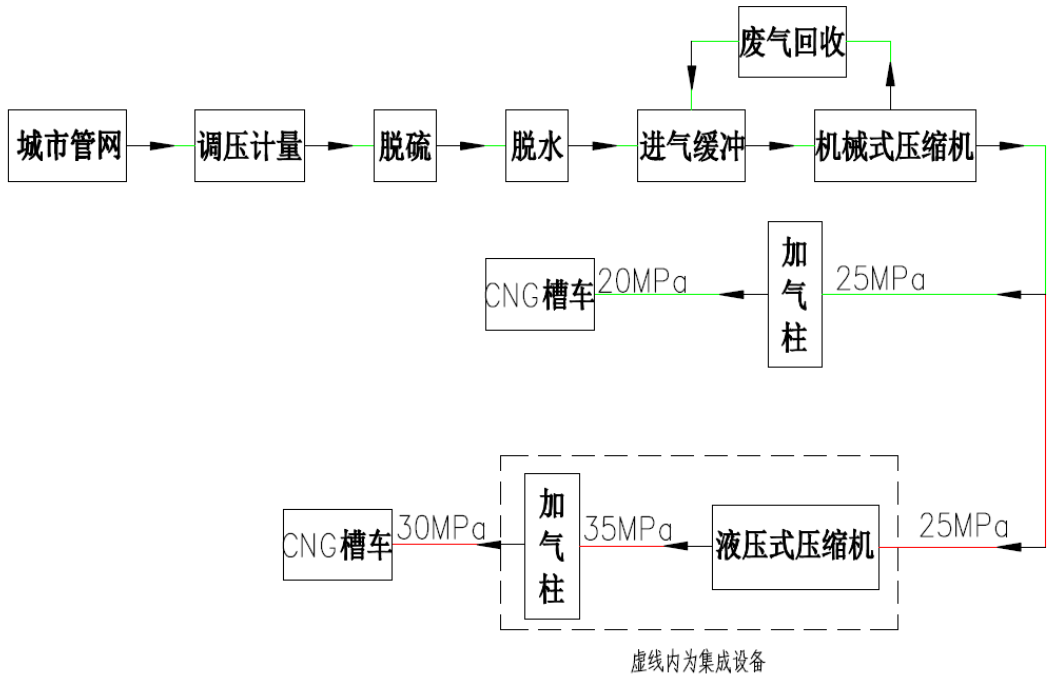 废气回收
城市管网
调压计量
脱硫
脱水
进气缓冲
机械式压缩机
CNG槽车
20MPa
加
气
柱
25MPa
CNG槽车
30MPa
加
气
柱
35MPa
液压式压缩机
25MPa
虚线内为集成设备